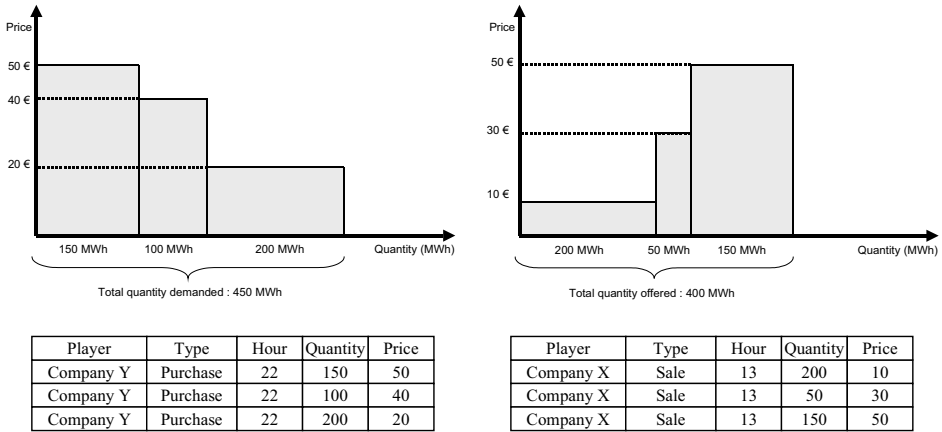 Price
50 €
40 €
20 €
150 MWh 100 MWh 200 MWh Quantity (MWh)
Total quantity demanded : 450 MWh
Price
50 €
30 €
10 €
200 MWh 50 MWh 150 MWh Quantity (MWh)
Total quantity offered : 400 MWh
Player Type Hour Quantity Price
Company Y Purchase 22 150 50
Company Y Purchase 22 100 40
Company Y Purchase 22 200 20
Player Type Hour Quantity Price
Company X Sale 13 200 10
Company X Sale 13 50 30
Company X Sale 13 150 50